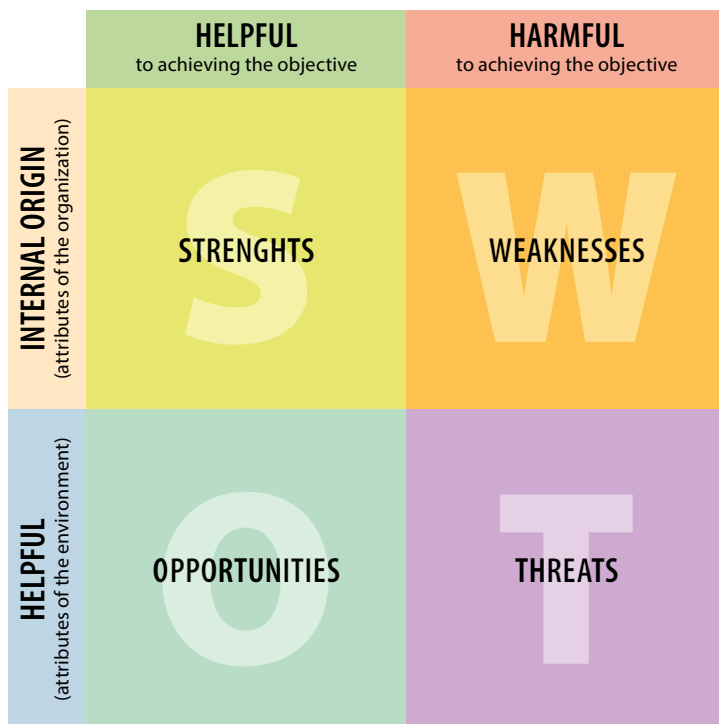 HELPFUL
to achieving the objective
HARMFUL
to achieving the objective
INTERNAL ORIGIN
(attributes of the organization)
S
STRENGHTS
W
WEAKNESSES
HELPFUL
(attributes of the environment)
O
OPPORTUNITIES
T
THREATS